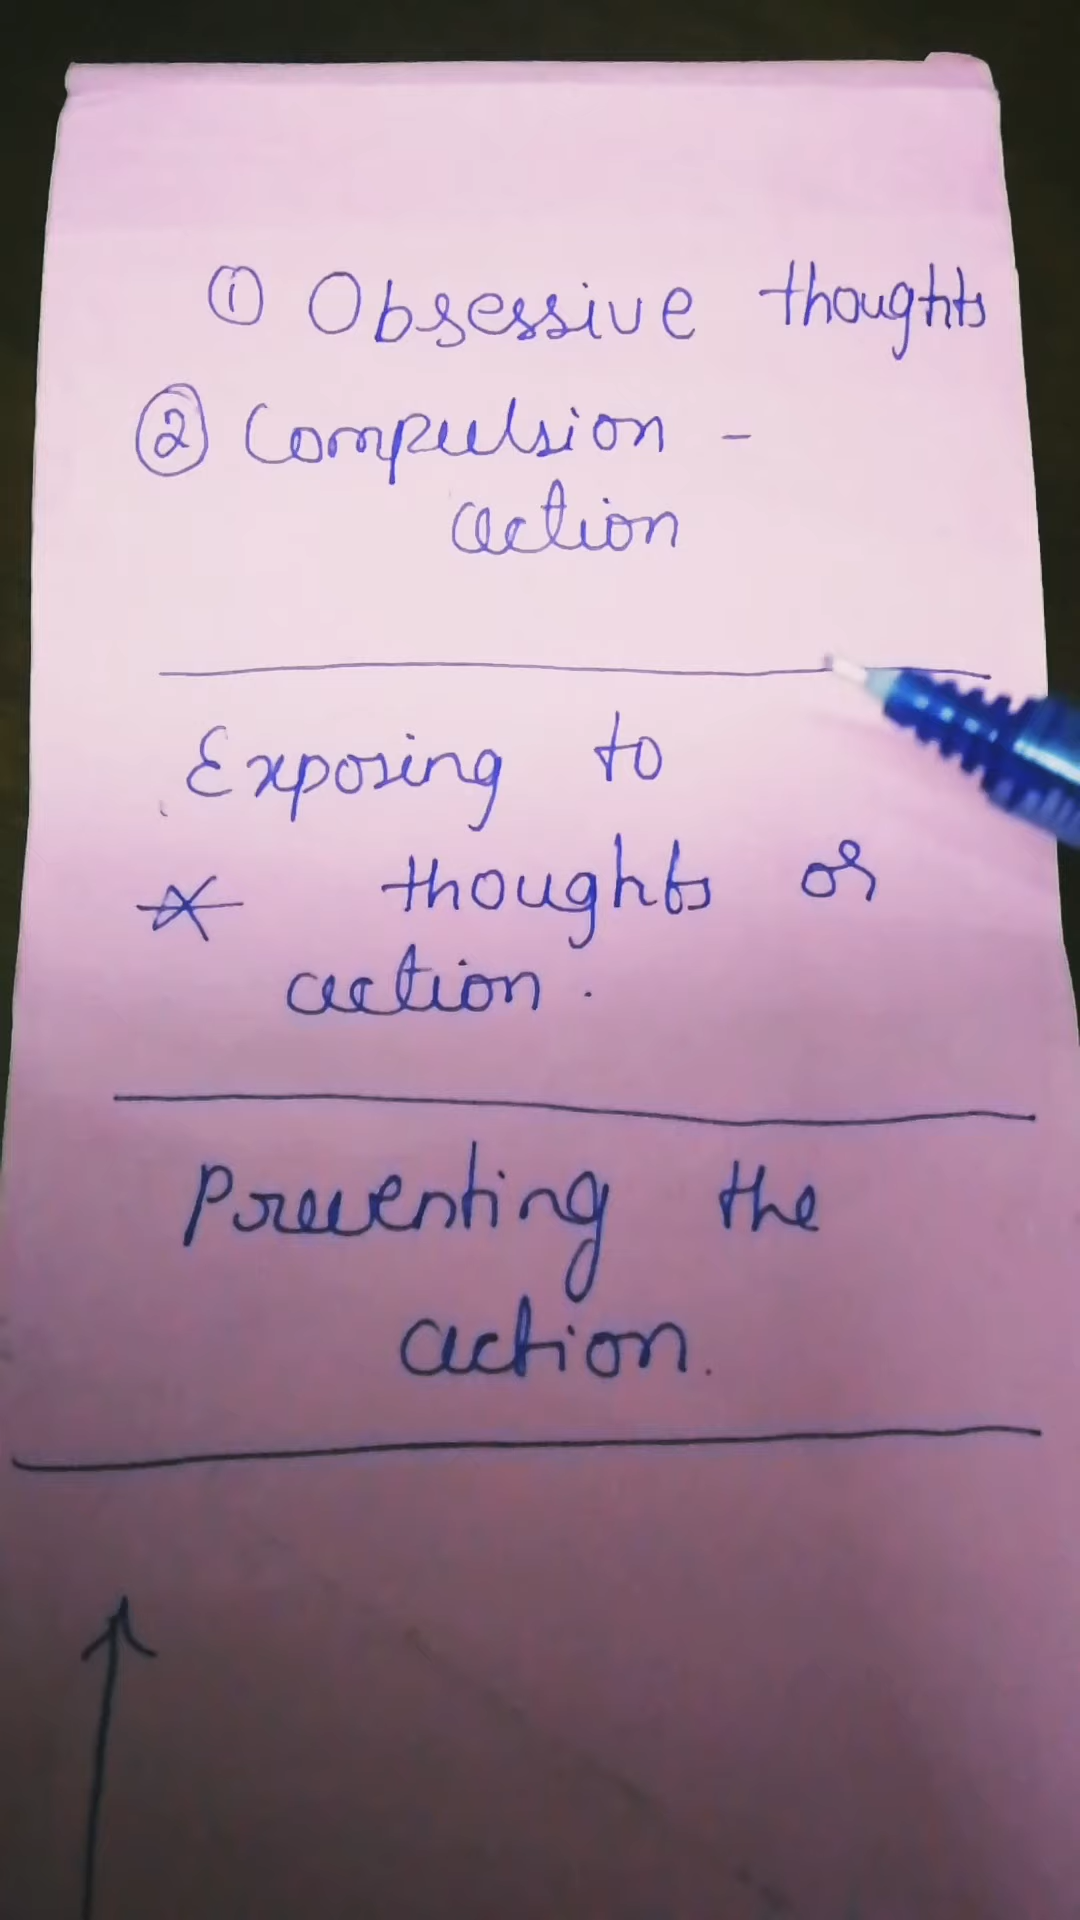 ① Obsessive thoughts
② Compulsion -
action
Exposing to
* thoughts or
action.
Preventing the
action.